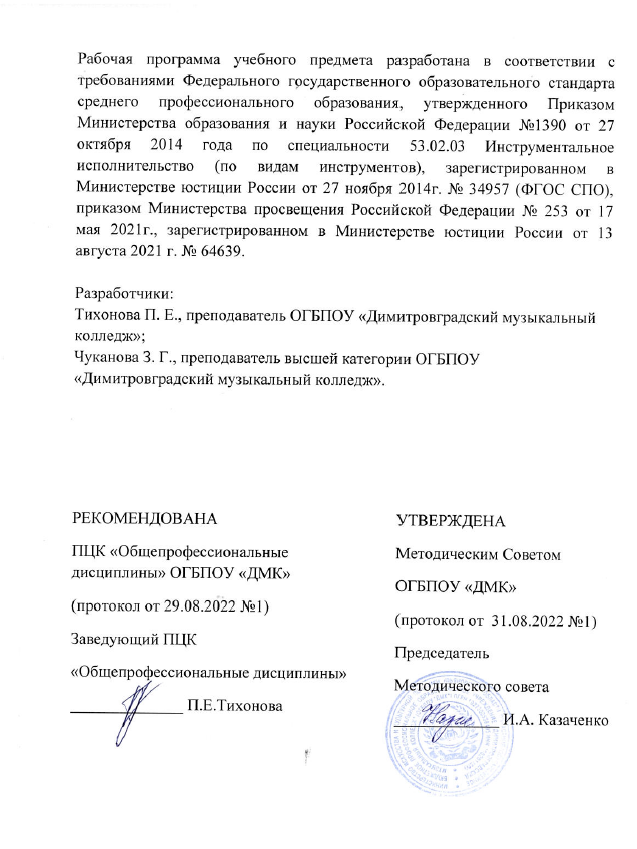 Рабочая программа учебного предмета разработана в соответствии с
требованиями Федерального государственного образовательного стандарта
среднего профессионального образования, утвержденного Приказом
Министерства образования и науки Российской Федерации №1390 от 27
октября 2014 года по специальности 53.02.03 Инструментальное
исполнительство (по видам инструментов), зарегистрированном в
Министерстве юстиции России от 27 ноября 2014г. № 34957 (ФГОС СПО),
приказом Министерства просвещения Российской Федерации № 253 от 17
мая 2021г., зарегистрированном в Министерстве юстиции России от 13
августа 2021 г. № 64639.
Разработчики:
Тихонова П. Е., преподаватель ОГБПОУ «Димитровградский музыкальный
колледж»;
Чуканова З. Г., преподаватель высшей категории ОГБПОУ
«Димитровградский музыкальный колледж».
РЕКОМЕНДОВАНА
ПЦК «Общепрофессиональные
дисциплины» ОГБПОУ «ДМК»
(протокол от 29.08.2022 №1)
Заведующий ПЦК
«Общепрофессиональные дисциплины»
П.Е.Тихонова
УТВЕРЖДЕНА
Методическим Советом
ОГБПОУ «ДМК»
(протокол от 31.08.2022 №1)
Председатель
Методического совета
И.А. Казаченко